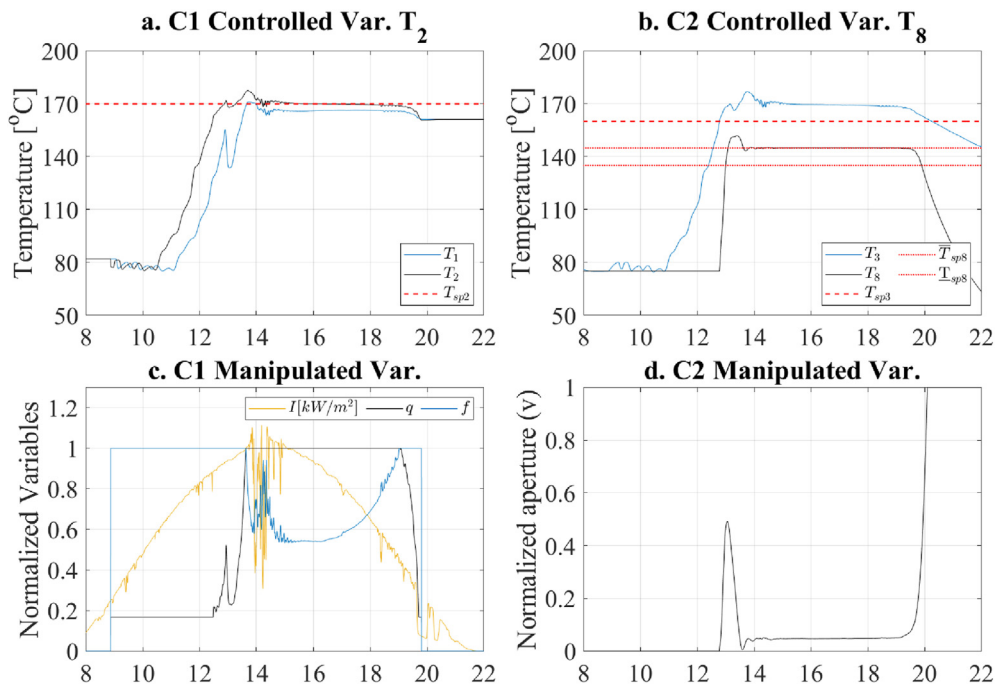 a. C1 Controlled Var. T₂
Temperature [°C]
200
170
140
110
80
50
8 10 12 14 16 18 20 22
T₁
T₂
Tsp2
b. C2 Controlled Var. T₈
Temperature [°C]
200
170
140
110
80
50
8 10 12 14 16 18 20 22
T₃ T̅sp8
T₈ T̲sp8
Tsp3
c. C1 Manipulated Var.
Normalized Variables
1.2
1
0.8
0.6
0.4
0.2
0
8 10 12 14 16 18 20 22
I[kW/m²] q f
d. C2 Manipulated Var.
Normalized aperture (v)
1
0.8
0.6
0.4
0.2
0
8 10 12 14 16 18 20 22